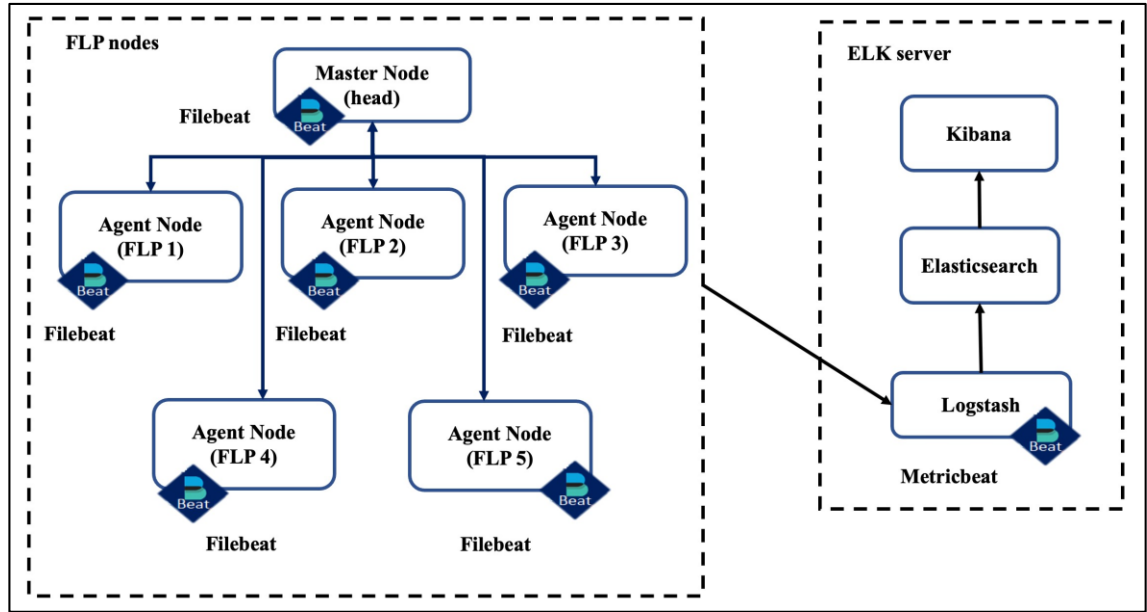 FLP nodes
Master Node
(head)
Beat
Filebeat
Agent Node
(FLP 1)
Beat
Filebeat
Agent Node
(FLP 2)
Beat
Filebeat
Agent Node
(FLP 3)
Beat
Filebeat
Agent Node
(FLP 4)
Beat
Filebeat
Agent Node
(FLP 5)
Beat
Filebeat
ELK server
Kibana
Elasticsearch
Logstash
Beat
Metricbeat